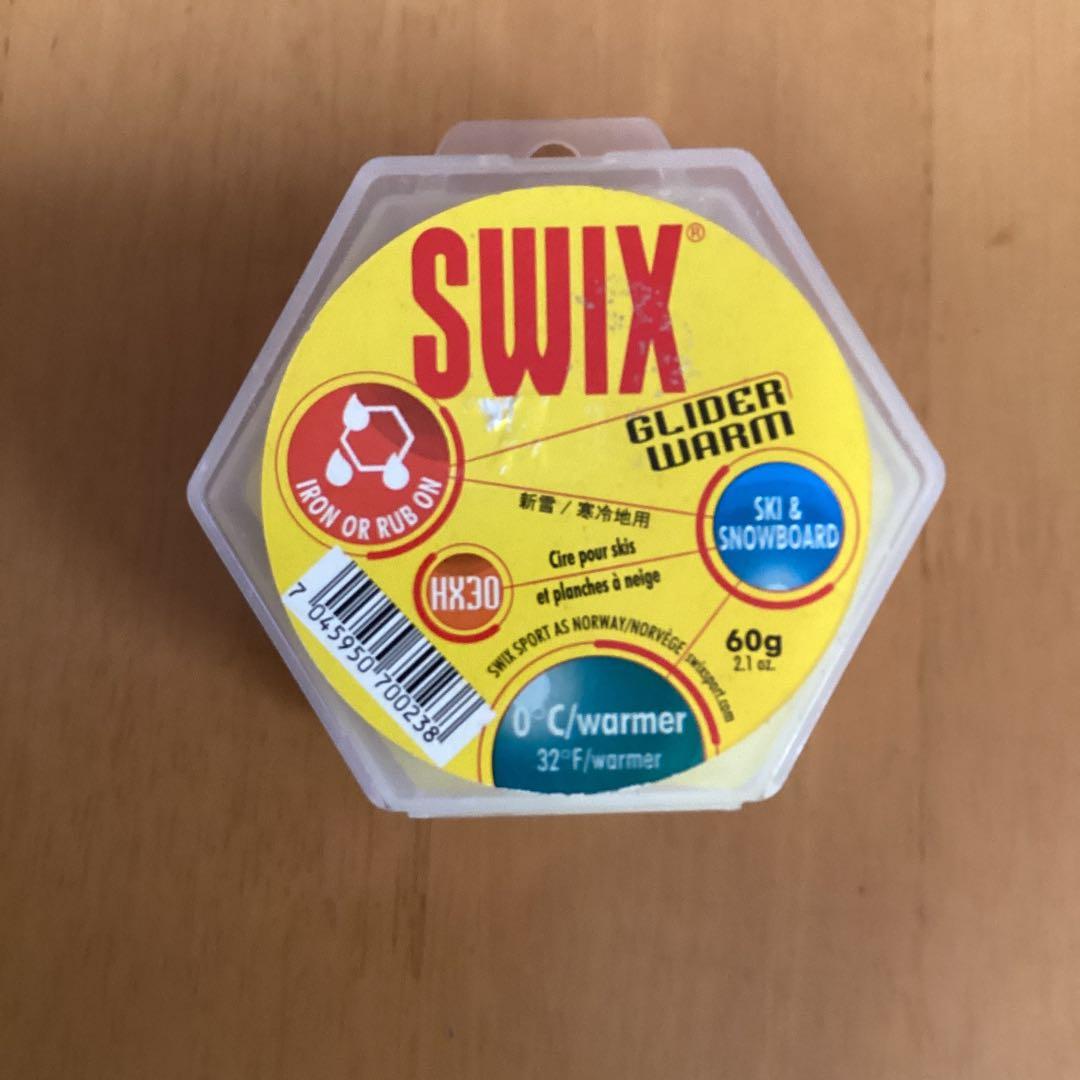 SWIX®
GLIDER
WARM
IRON OR RUB ON
新雪 / 寒冷地用
SKI &
SNOWBOARD
HX30
Cire pour skis
et planches à neige
SWIX SPORT AS NORWAY/NORVÈGE swixsport.com
60g
2.1 oz.
7 045950 700238
0°C/warmer
32°F/warmer